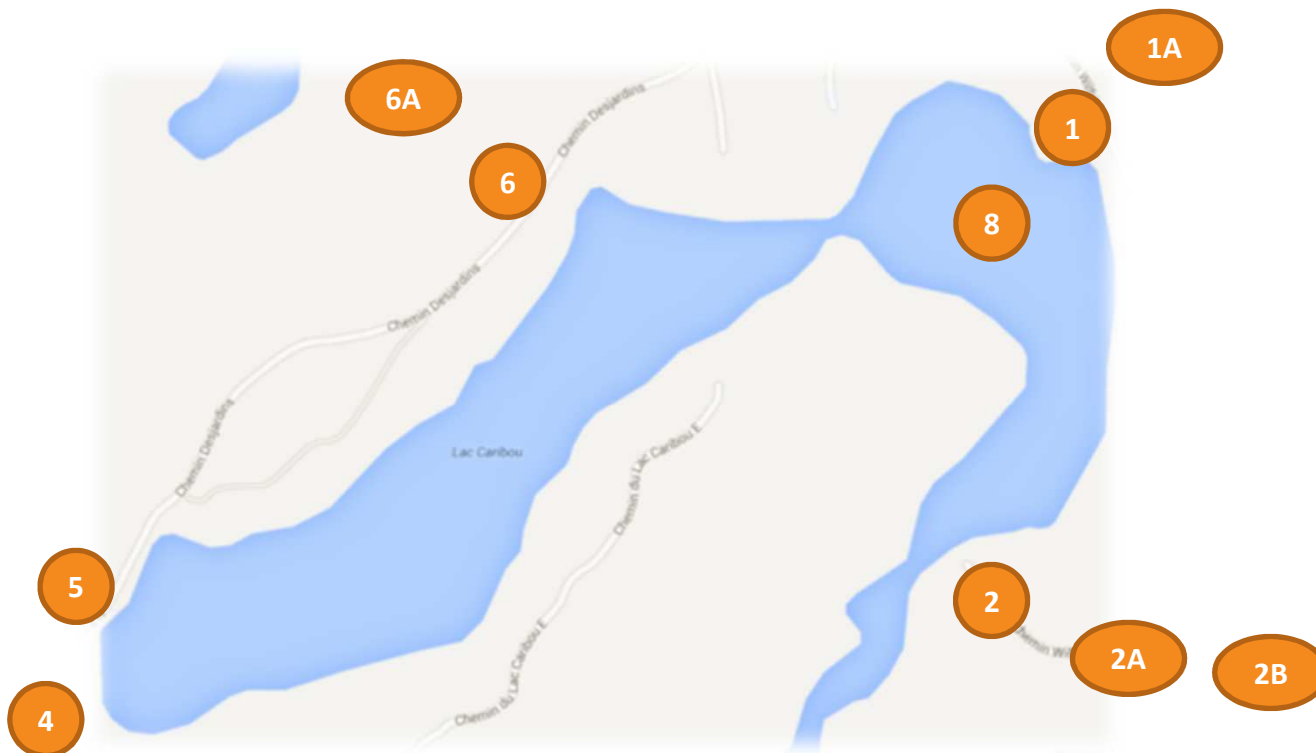 1A
6A
1
Chemin Desjardins
6
8
Chemin Desjardins
Chemin Desjardins
Lac Caribou
Chemin du Lac Caribou E
5
2
2A
2B
Chemin du Lac Caribou E
4